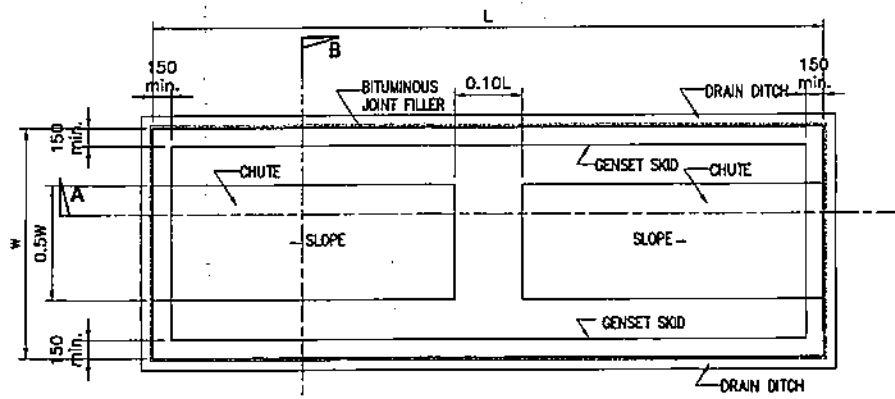 L
B
150
min.
BITUMINOUS
JOINT FILLER
0.10L
DRAIN DITCH
150
min.
150
min.
GENSET SKID
CHUTE
CHUTE
A
W
0.5W
SLOPE
SLOPE
GENSET SKID
150
min.
DRAIN DITCH